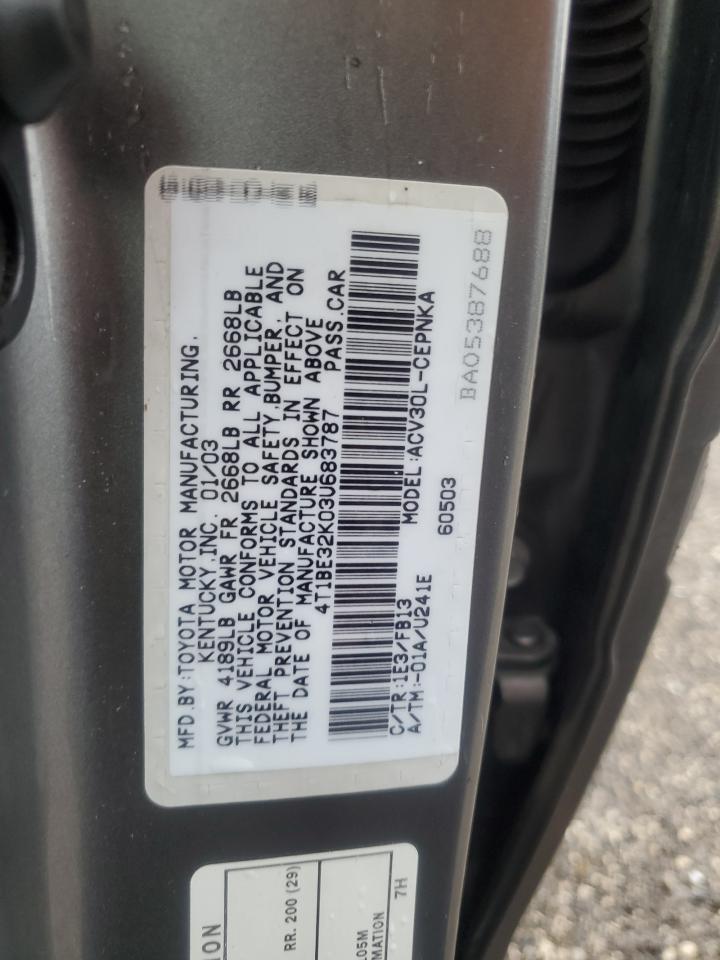 MFD.BY:TOYOTA MOTOR MANUFACTURING,
KENTUCKY,INC. 01/03
GVWR 4189LB GAWR FR 2668LB RR 2668LB
THIS VEHICLE CONFORMS TO ALL APPLICABLE
FEDERAL MOTOR VEHICLE SAFETY,BUMPER, AND
THEFT PREVENTION STANDARDS IN EFFECT ON
THE DATE OF MANUFACTURE SHOWN ABOVE
4T1BE32K03U683787 PASS.CAR
C/TR:1E3/FB13 MODEL:ACV30L-CEPNKA
A/TM:-01A/U241E 60503
BA05387688
ION
RR. 200 (29)
.05M
MATION
7H